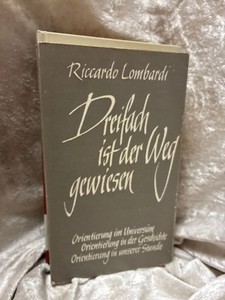 Riccardo Lombardi
Dreifach
ist der Weg
gewiesen
Orientierung im Universum
Orientierung in der Geschichte
Orientierung in unserer Stunde